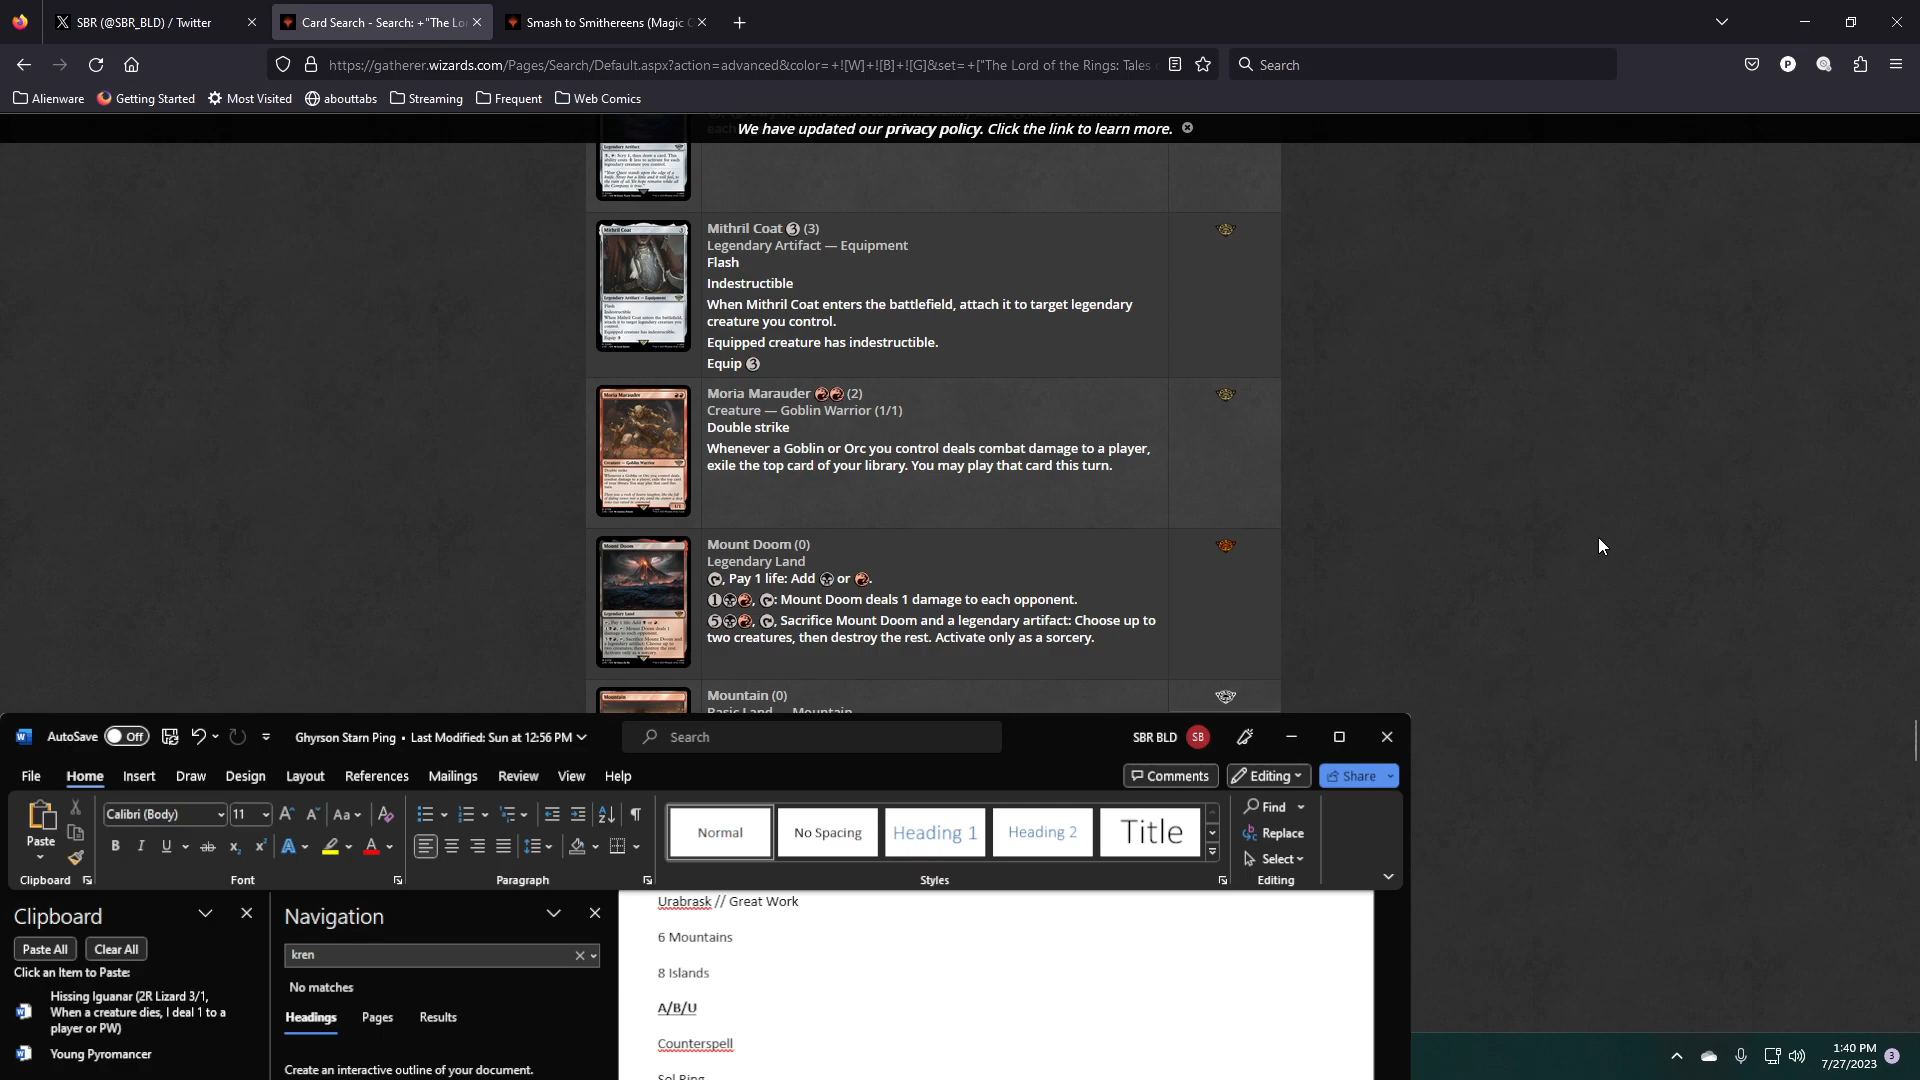 SBR (@SBR_BLD) / Twitter
Card Search - Search: +"The Lo
Smash to Smithereens (Magic C
https://gatherer.wizards.com/Pages/Search/Default.aspx?action=advanced&color=+![W]+![B]+![G]&set=+["The Lord of the Rings: Tales
Search
Alienware
Getting Started
Most Visited
abouttabs
Streaming
Frequent
Web Comics
We have updated our privacy policy. Click the link to learn more.
Mithril Coat 3 (3)
Legendary Artifact — Equipment
Flash
Indestructible
When Mithril Coat enters the battlefield, attach it to target legendary
creature you control.
Equipped creature has indestructible.
Equip 3
Moria Marauder (2)
Creature — Goblin Warrior (1/1)
Double strike
Whenever a Goblin or Orc you control deals combat damage to a player,
exile the top card of your library. You may play that card this turn.
Mount Doom (0)
Legendary Land
, Pay 1 life: Add or .
1 , : Mount Doom deals 1 damage to each opponent.
5 , , Sacrifice Mount Doom and a legendary artifact: Choose up to
two creatures, then destroy the rest. Activate only as a sorcery.
Mountain (0)
Basic Land — Mountain
AutoSave Off
Ghyrson Starn Ping • Last Modified: Sun at 12:56 PM
Search
SBR BLD SB
File Home Insert Draw Design Layout References Mailings Review View Help
Comments Editing Share
Paste
Clipboard
Calibri (Body) 11
Font
Paragraph
Normal
No Spacing
Heading 1
Heading 2
Title
Styles
Find
Replace
Select
Editing
Clipboard
Paste All Clear All
Click an Item to Paste:
Hissing Iguanar (2R Lizard 3/1,
When a creature dies, I deal 1 to a
player or PW)
Young Pyromancer
Navigation
kren
No matches
Headings Pages Results
Create an interactive outline of your document.
Urabrask // Great Work
6 Mountains
8 Islands
A/B/U
Counterspell
Sol Ring
1:40 PM
7/27/2023
3